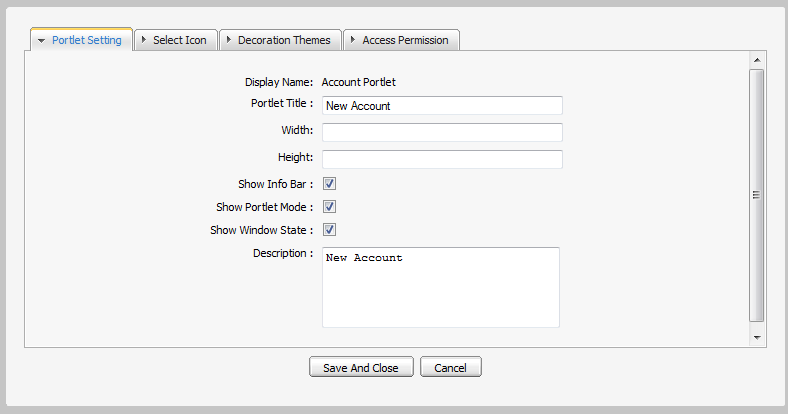 Portlet Setting Select Icon Decoration Themes Access Permission
Display Name: Account Portlet
Portlet Title : New Account
Width:
Height:
Show Info Bar :
Show Portlet Mode :
Show Window State :
Description : New Account
Save And Close Cancel